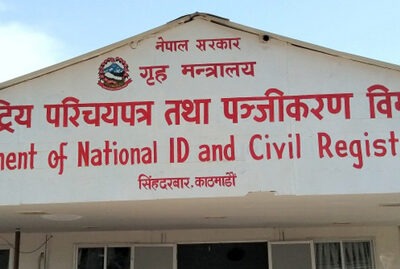 नेपाल सरकार
गृह मन्त्रालय
ट्रिय परिचयपत्र तथा पञ्जीकरण वि
ment of National ID and Civil Regist
सिंहदरबार, काठमाडौं